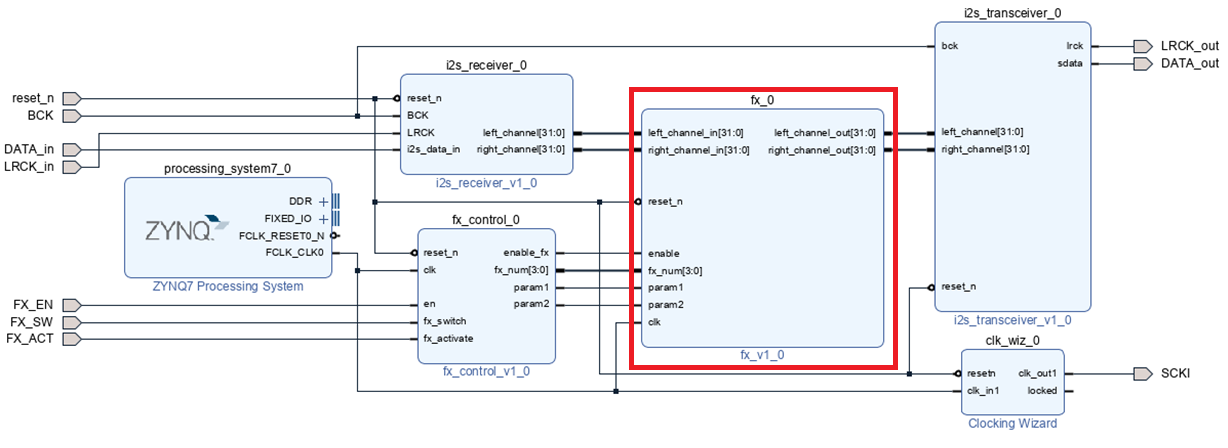 i2s_transceiver_0
bck
lrck
sdata
LRCK_out
DATA_out
left_channel[31:0]
right_channel[31:0]
reset_n
i2s_transceiver_v1_0
i2s_receiver_0
reset_n
BCK
DATA_in
LRCK_in
reset_n
BCK
LRCK
i2s_data_in
left_channel[31:0]
right_channel[31:0]
i2s_receiver_v1_0
fx_0
left_channel_in[31:0]
right_channel_in[31:0]
left_channel_out[31:0]
right_channel_out[31:0]
reset_n
enable
fx_num[3:0]
param1
param2
clk
fx_v1_0
processing_system7_0
ZYNQ
DDR
FIXED_IO
FCLK_RESET0_N
FCLK_CLK0
ZYNQ7 Processing System
fx_control_0
reset_n
clk
en
fx_switch
fx_activate
enable_fx
fx_num[3:0]
param1
param2
fx_control_v1_0
FX_EN
FX_SW
FX_ACT
clk_wiz_0
resetn
clk_in1
clk_out1
locked
SCKI
Clocking Wizard